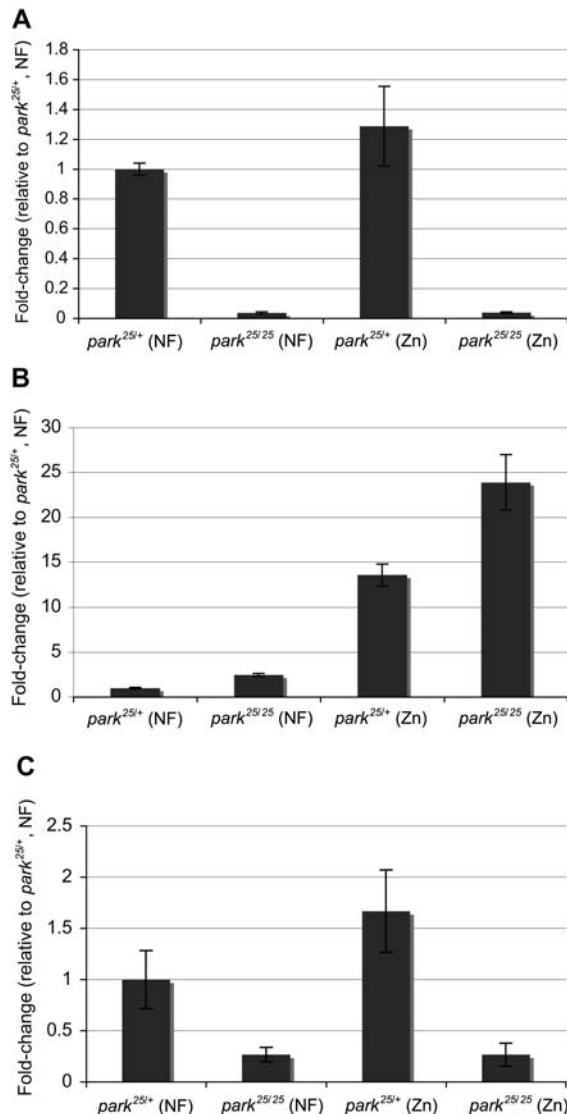 A
Fold-change (relative to park25/+, NF)
1.8
1.6
1.4
1.2
1
0.8
0.6
0.4
0.2
0
park25/+ (NF) park25/25 (NF) park25/+ (Zn) park25/25 (Zn)
B
Fold-change (relative to park25/+, NF)
30
25
20
15
10
5
0
park25/+ (NF) park25/25 (NF) park25/+ (Zn) park25/25 (Zn)
C
Fold-change (relative to park25/+, NF)
2.5
2
1.5
1
0.5
0
park25/+ (NF) park25/25 (NF) park25/+ (Zn) park25/25 (Zn)